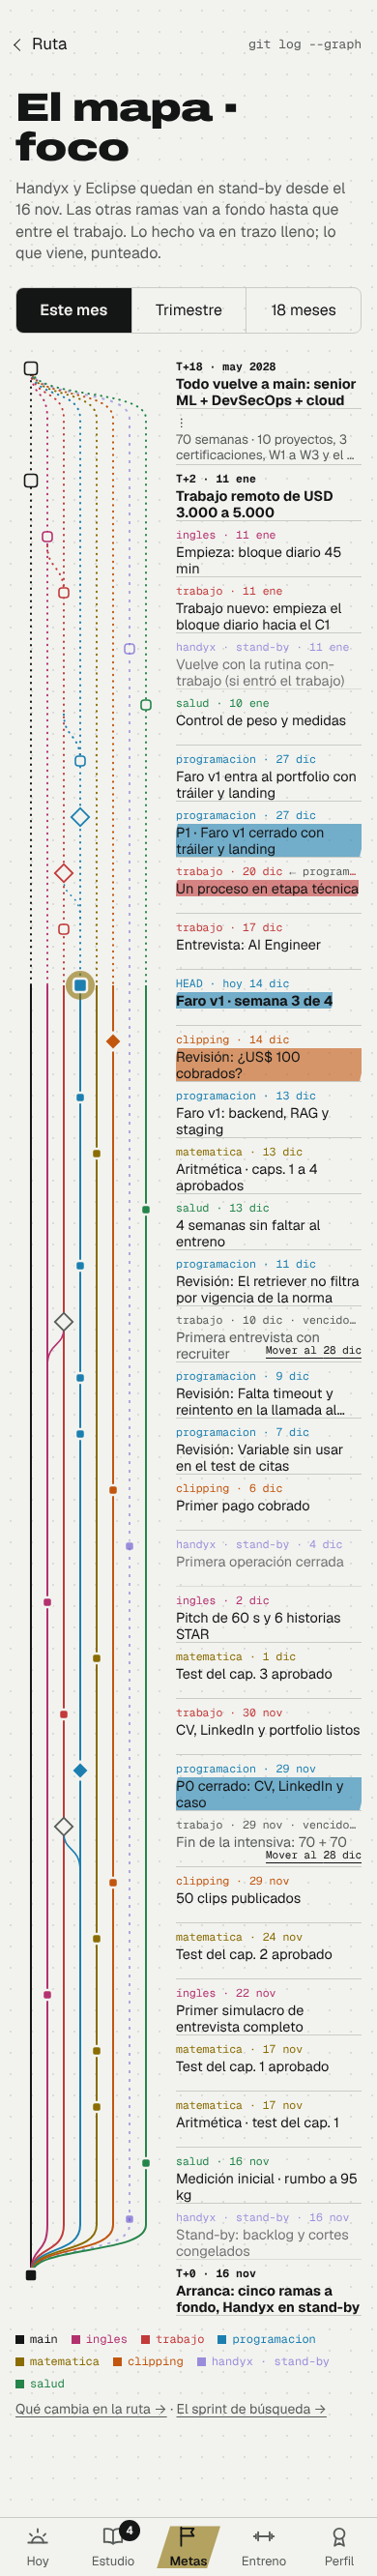 Ruta
git log --graph
El mapa ·
foco
Handyx y Eclipse quedan en stand-by desde el
16 nov. Las otras ramas van a fondo hasta que
entre el trabajo. Lo hecho va en trazo lleno; lo
que viene, punteado.
Este mes
Trimestre
18 meses
T+18 · may 2028
Todo vuelve a main: senior
ML + DevSecOps + cloud
⋮
70 semanas · 10 proyectos, 3
certificaciones, W1 a W3 y el …
T+2 · 11 ene
Trabajo remoto de USD
3.000 a 5.000
ingles · 11 ene
Empieza: bloque diario 45
min
trabajo · 11 ene
Trabajo nuevo: empieza el
bloque diario hacia el C1
handyx · stand-by · 11 ene
Vuelve con la rutina con-
trabajo (si entró el trabajo)
salud · 10 ene
Control de peso y medidas
programacion · 27 dic
Faro v1 entra al portfolio con
tráiler y landing
programacion · 27 dic
P1 · Faro v1 cerrado con
tráiler y landing
trabajo · 20 dic ← program…
Un proceso en etapa técnica
trabajo · 17 dic
Entrevista: AI Engineer
HEAD · hoy 14 dic
Faro v1 · semana 3 de 4
clipping · 14 dic
Revisión: ¿US$ 100
cobrados?
programacion · 13 dic
Faro v1: backend, RAG y
staging
matematica · 13 dic
Aritmética · caps. 1 a 4
aprobados
salud · 13 dic
4 semanas sin faltar al
entreno
programacion · 11 dic
Revisión: El retriever no filtra
por vigencia de la norma
trabajo · 10 dic · vencido…
Primera entrevista con
recruiter
Mover al 28 dic
programacion · 9 dic
Revisión: Falta timeout y
reintento en la llamada al…
programacion · 7 dic
Revisión: Variable sin usar
en el test de citas
clipping · 6 dic
Primer pago cobrado
handyx · stand-by · 4 dic
Primera operación cerrada
ingles · 2 dic
Pitch de 60 s y 6 historias
STAR
matematica · 1 dic
Test del cap. 3 aprobado
trabajo · 30 nov
CV, LinkedIn y portfolio listos
programacion · 29 nov
P0 cerrado: CV, LinkedIn y
caso
trabajo · 29 nov · vencido…
Fin de la intensiva: 70 + 70
Mover al 28 dic
clipping · 29 nov
50 clips publicados
matematica · 24 nov
Test del cap. 2 aprobado
ingles · 22 nov
Primer simulacro de
entrevista completo
matematica · 17 nov
Test del cap. 1 aprobado
matematica · 17 nov
Aritmética · test del cap. 1
salud · 16 nov
Medición inicial · rumbo a 95
kg
handyx · stand-by · 16 nov
Stand-by: backlog y cortes
congelados
T+0 · 16 nov
Arranca: cinco ramas a
fondo, Handyx en stand-by
main ingles trabajo programacion
matematica clipping handyx · stand-by
salud
Qué cambia en la ruta → · El sprint de búsqueda →
4
Hoy
Estudio
Metas
Entreno
Perfil